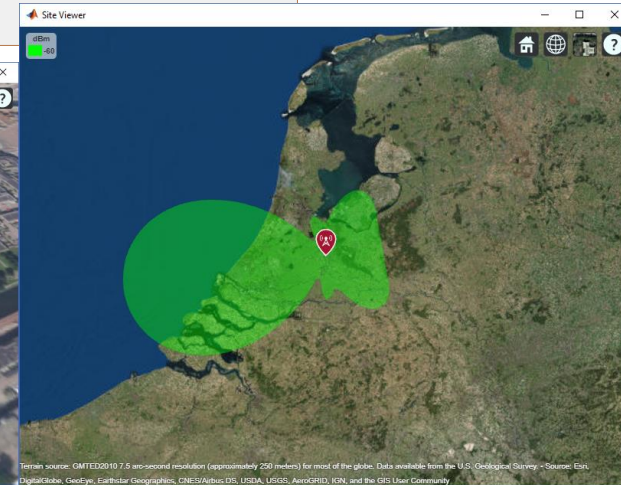 Site Viewer
dBm
-60
?
?
Terrain source: GMTED2010 7.5 arc-second resolution (approximately 250 meters) for most of the globe. Data available from the U.S. Geological Survey. - Source: Esri,
DigitalGlobe, GeoEye, Earthstar Geographics, CNES/Airbus DS, USDA, USGS, AeroGRID, IGN, and the GIS User Community